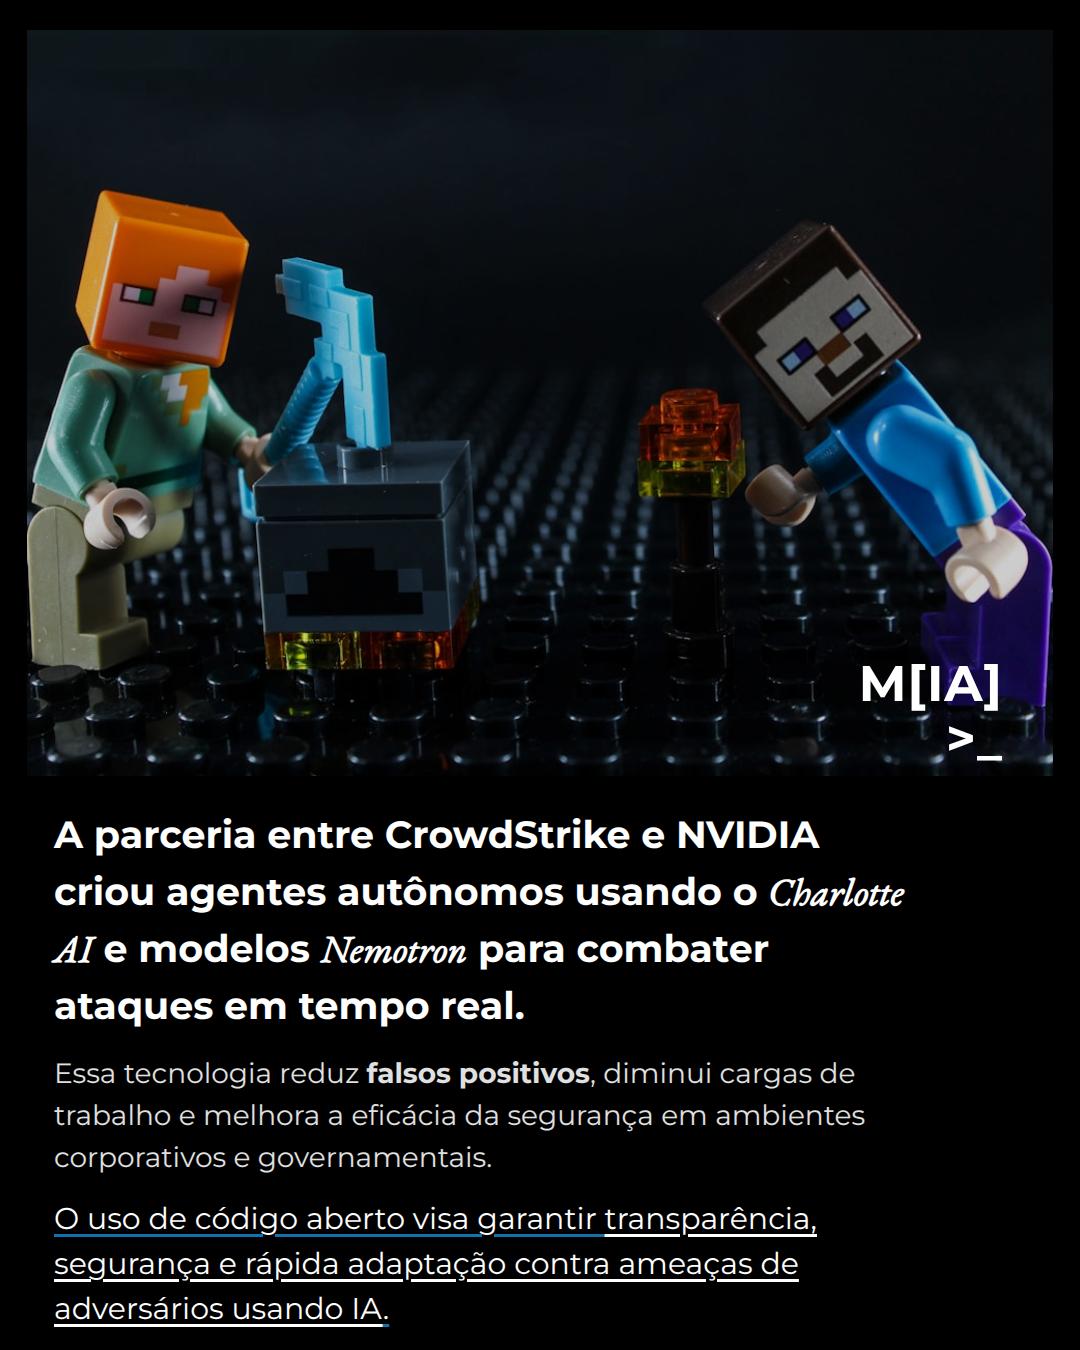 M[IA]
>_
A parceria entre CrowdStrike e NVIDIA
criou agentes autônomos usando o Charlotte
AI e modelos Nemotron para combater
ataques em tempo real.
Essa tecnologia reduz falsos positivos, diminui cargas de
trabalho e melhora a eficácia da segurança em ambientes
corporativos e governamentais.
O uso de código aberto visa garantir transparência,
segurança e rápida adaptação contra ameaças de
adversários usando IA.